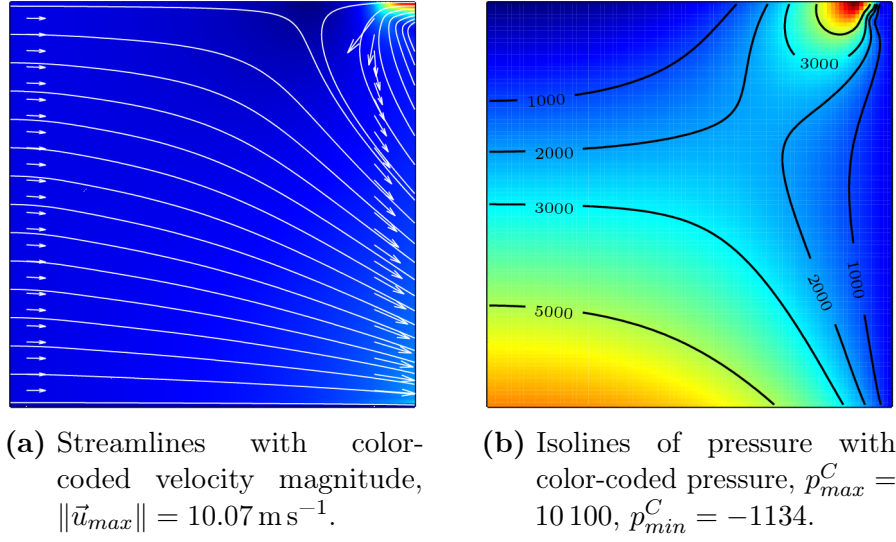 1000
2000
3000
5000
3000
2000
1000
(a) Streamlines with color-
coded velocity magnitude,
‖u⃗max‖ = 10.07 m s⁻¹.
(b) Isolines of pressure with
color-coded pressure, pᶜmax =
10 100, pᶜmin = −1134.